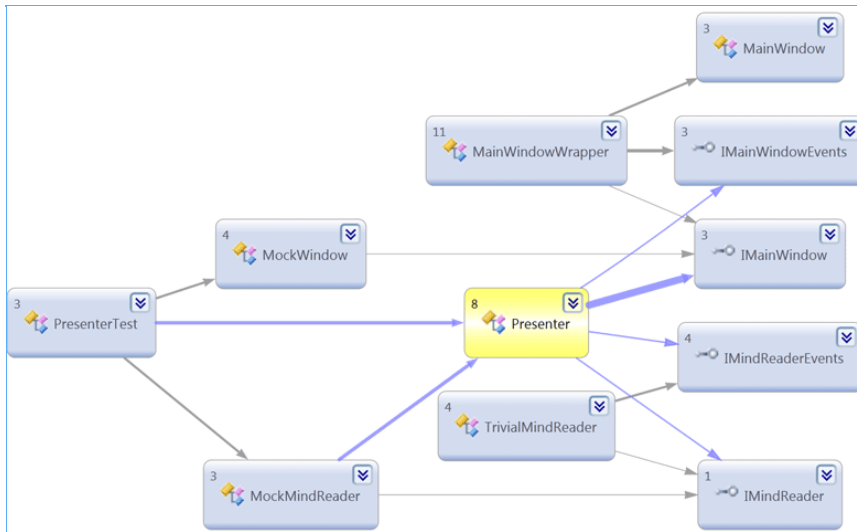 3
MainWindow
11
MainWindowWrapper
3
IMainWindowEvents
4
MockWindow
3
IMainWindow
3
PresenterTest
8
Presenter
4
IMindReaderEvents
4
TrivialMindReader
3
MockMindReader
1
IMindReader